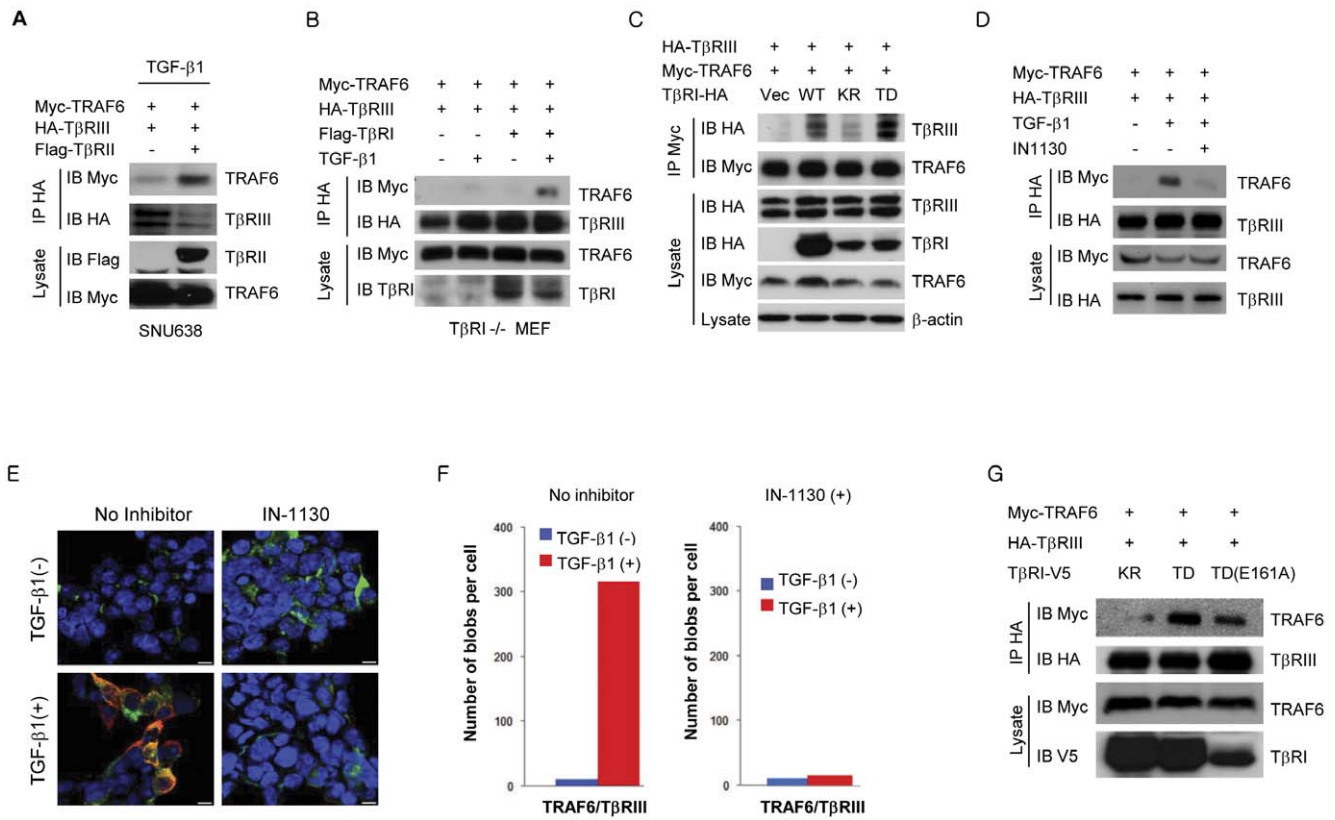 A
TGF-β1
Myc-TRAF6 + +
HA-TβRIII + +
Flag-TβRII - +
IP HA
IB Myc TRAF6
IB HA TβRIII
Lysate
IB Flag TβRII
IB Myc TRAF6
SNU638
B
Myc-TRAF6 + + + +
HA-TβRIII + + + +
Flag-TβRI - - + +
TGF-β1 - + - +
IP HA
IB Myc TRAF6
IB HA TβRIII
Lysate
IB Myc TRAF6
IB TβRI TβRI
TβRI -/- MEF
C
HA-TβRIII + + + +
Myc-TRAF6 + + + +
TβRI-HA Vec WT KR TD
IP Myc
IB HA TβRIII
IB Myc TRAF6
Lysate
IB HA TβRIII
IB HA TβRI
IB Myc TRAF6
Lysate β-actin
D
Myc-TRAF6 + + +
HA-TβRIII + + +
TGF-β1 - + +
IN1130 - - +
IP HA
IB Myc TRAF6
IB HA TβRIII
Lysate
IB Myc TRAF6
IB HA TβRIII
E
No Inhibitor IN-1130
TGF-β1(-)
TGF-β1(+)
F
No inhibitor
Number of blobs per cell
400
300
200
100
0
TGF-β1 (-)
TGF-β1 (+)
TRAF6/TβRIII
IN-1130 (+)
Number of blobs per cell
400
300
200
100
0
TGF-β1 (-)
TGF-β1 (+)
TRAF6/TβRIII
G
Myc-TRAF6 + + +
HA-TβRIII + + +
TβRI-V5 KR TD TD(E161A)
IP HA
IB Myc TRAF6
IB HA TβRIII
Lysate
IB Myc TRAF6
IB V5 TβRI